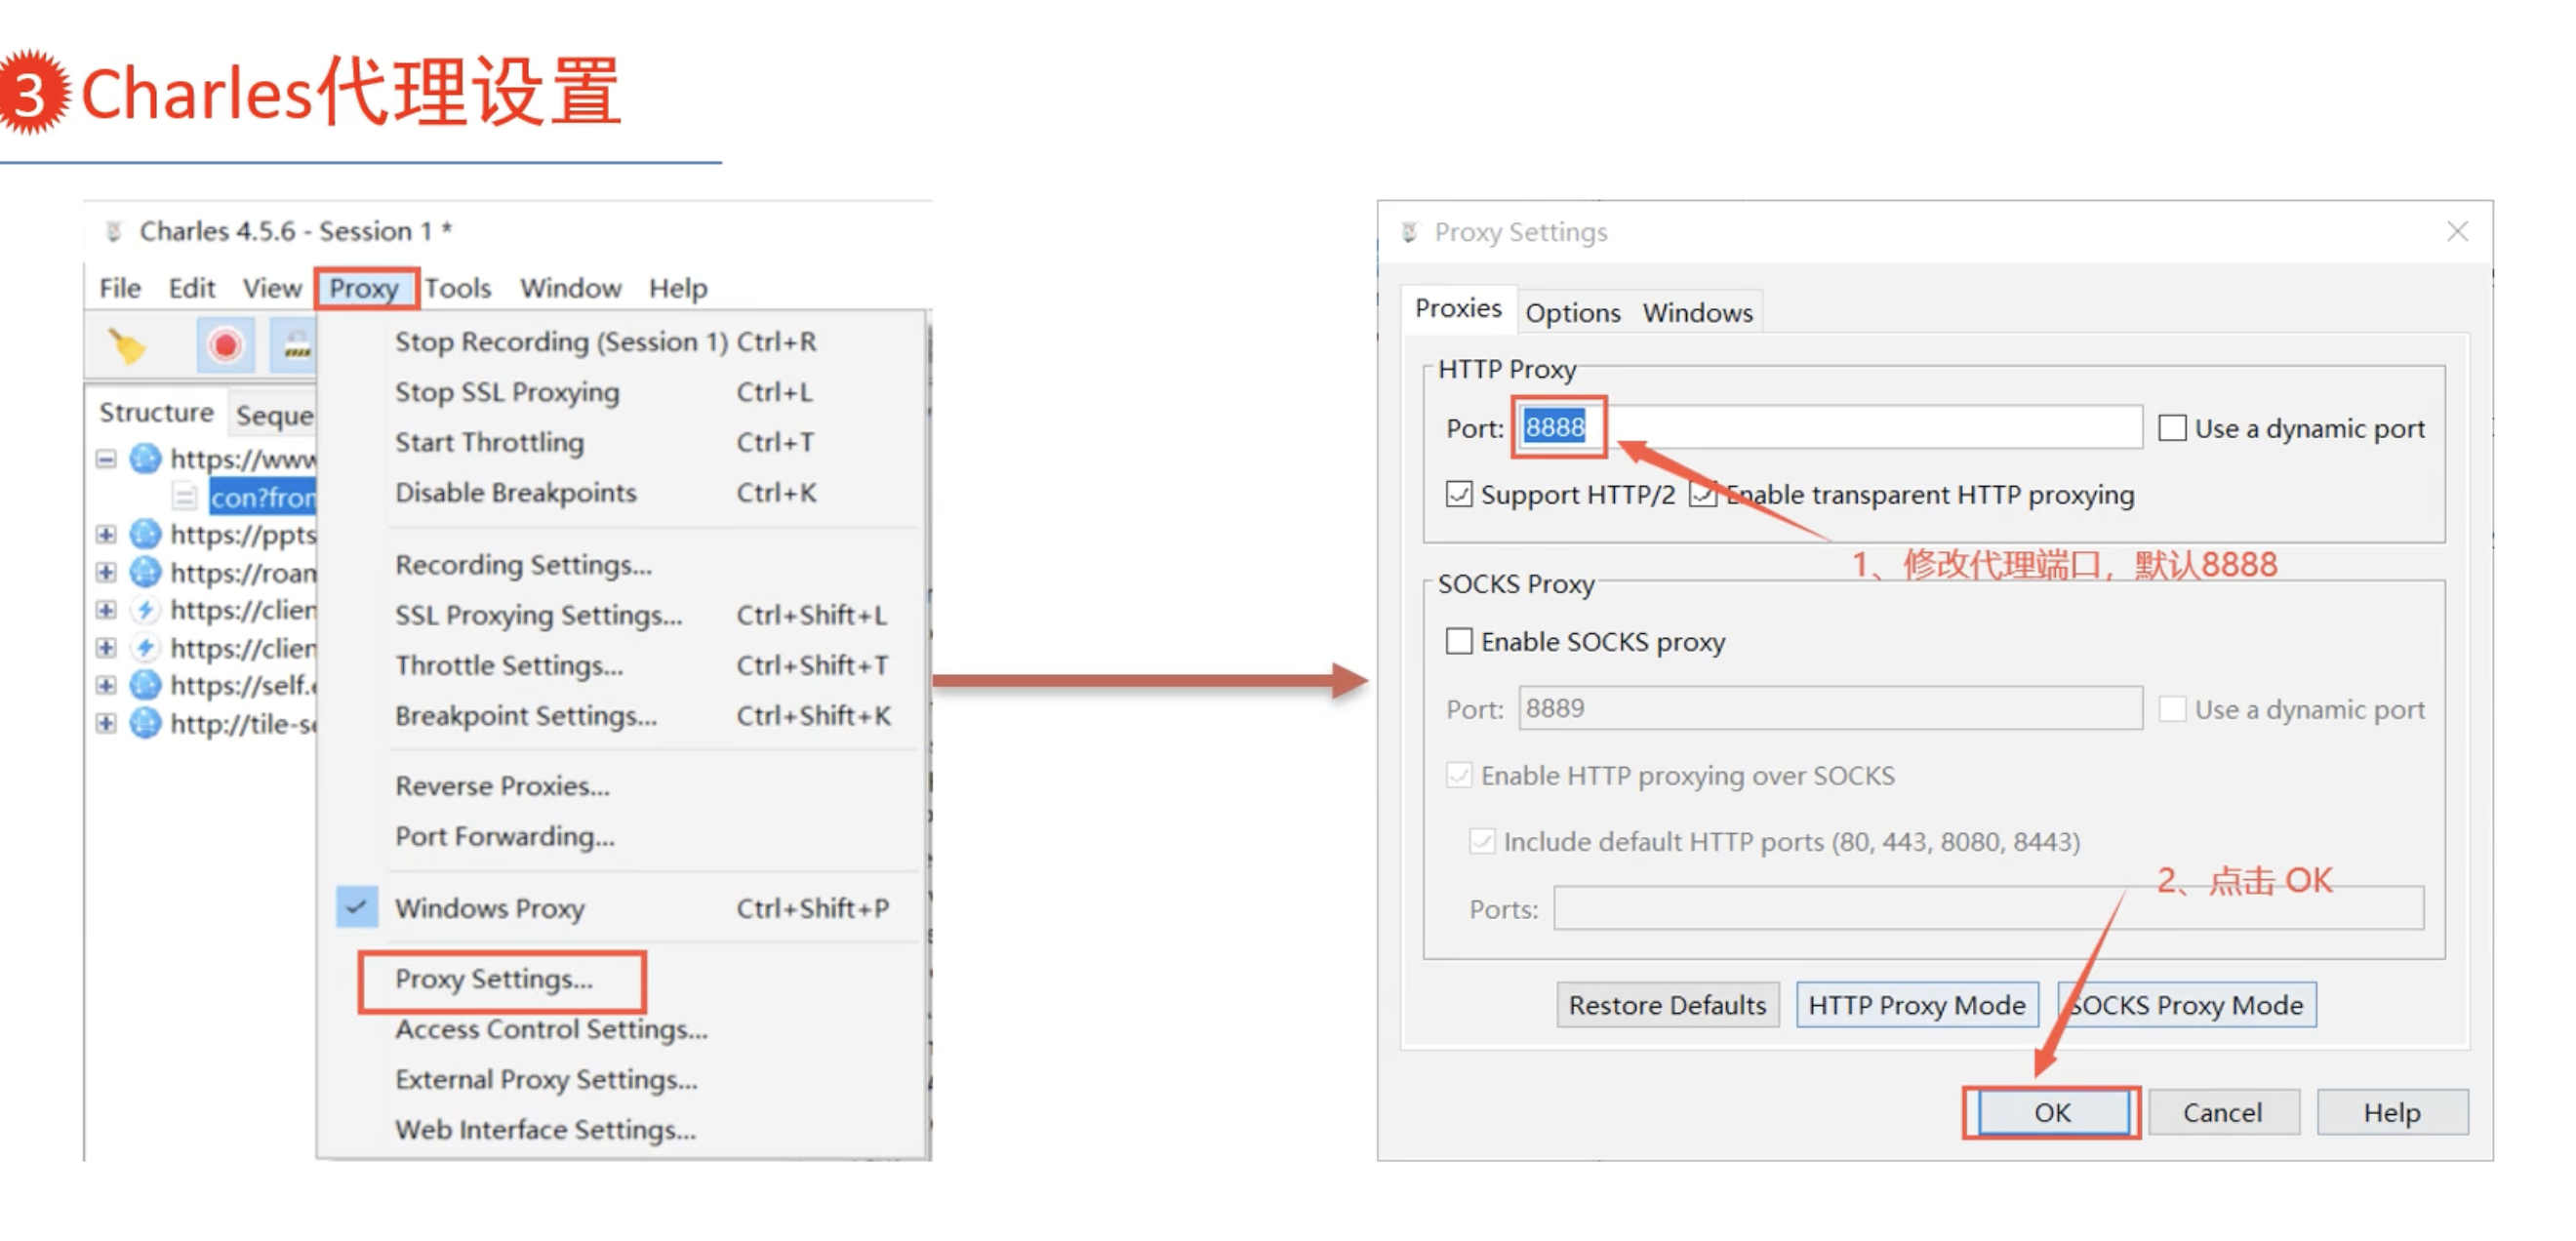 3 Charles代理设置
Charles 4.5.6 - Session 1 *
File Edit View Proxy Tools Window Help
Stop Recording (Session 1) Ctrl+R
Stop SSL Proxying Ctrl+L
Start Throttling Ctrl+T
Disable Breakpoints Ctrl+K
Recording Settings...
SSL Proxying Settings... Ctrl+Shift+L
Throttle Settings... Ctrl+Shift+T
Breakpoint Settings... Ctrl+Shift+K
Reverse Proxies...
Port Forwarding...
Windows Proxy Ctrl+Shift+P
Proxy Settings...
Access Control Settings...
External Proxy Settings...
Web Interface Settings...
Structure Seque
https://www
con?fron
https://ppts
https://roam
https://clien
https://clien
https://self.
http://tile-s
Proxy Settings
Proxies Options Windows
HTTP Proxy
Port: 8888 Use a dynamic port
Support HTTP/2 Enable transparent HTTP proxying
1、修改代理端口，默认8888
SOCKS Proxy
Enable SOCKS proxy
Port: 8889 Use a dynamic port
Enable HTTP proxying over SOCKS
Include default HTTP ports (80, 443, 8080, 8443)
2、点击 OK
Ports:
Restore Defaults HTTP Proxy Mode SOCKS Proxy Mode
OK Cancel Help